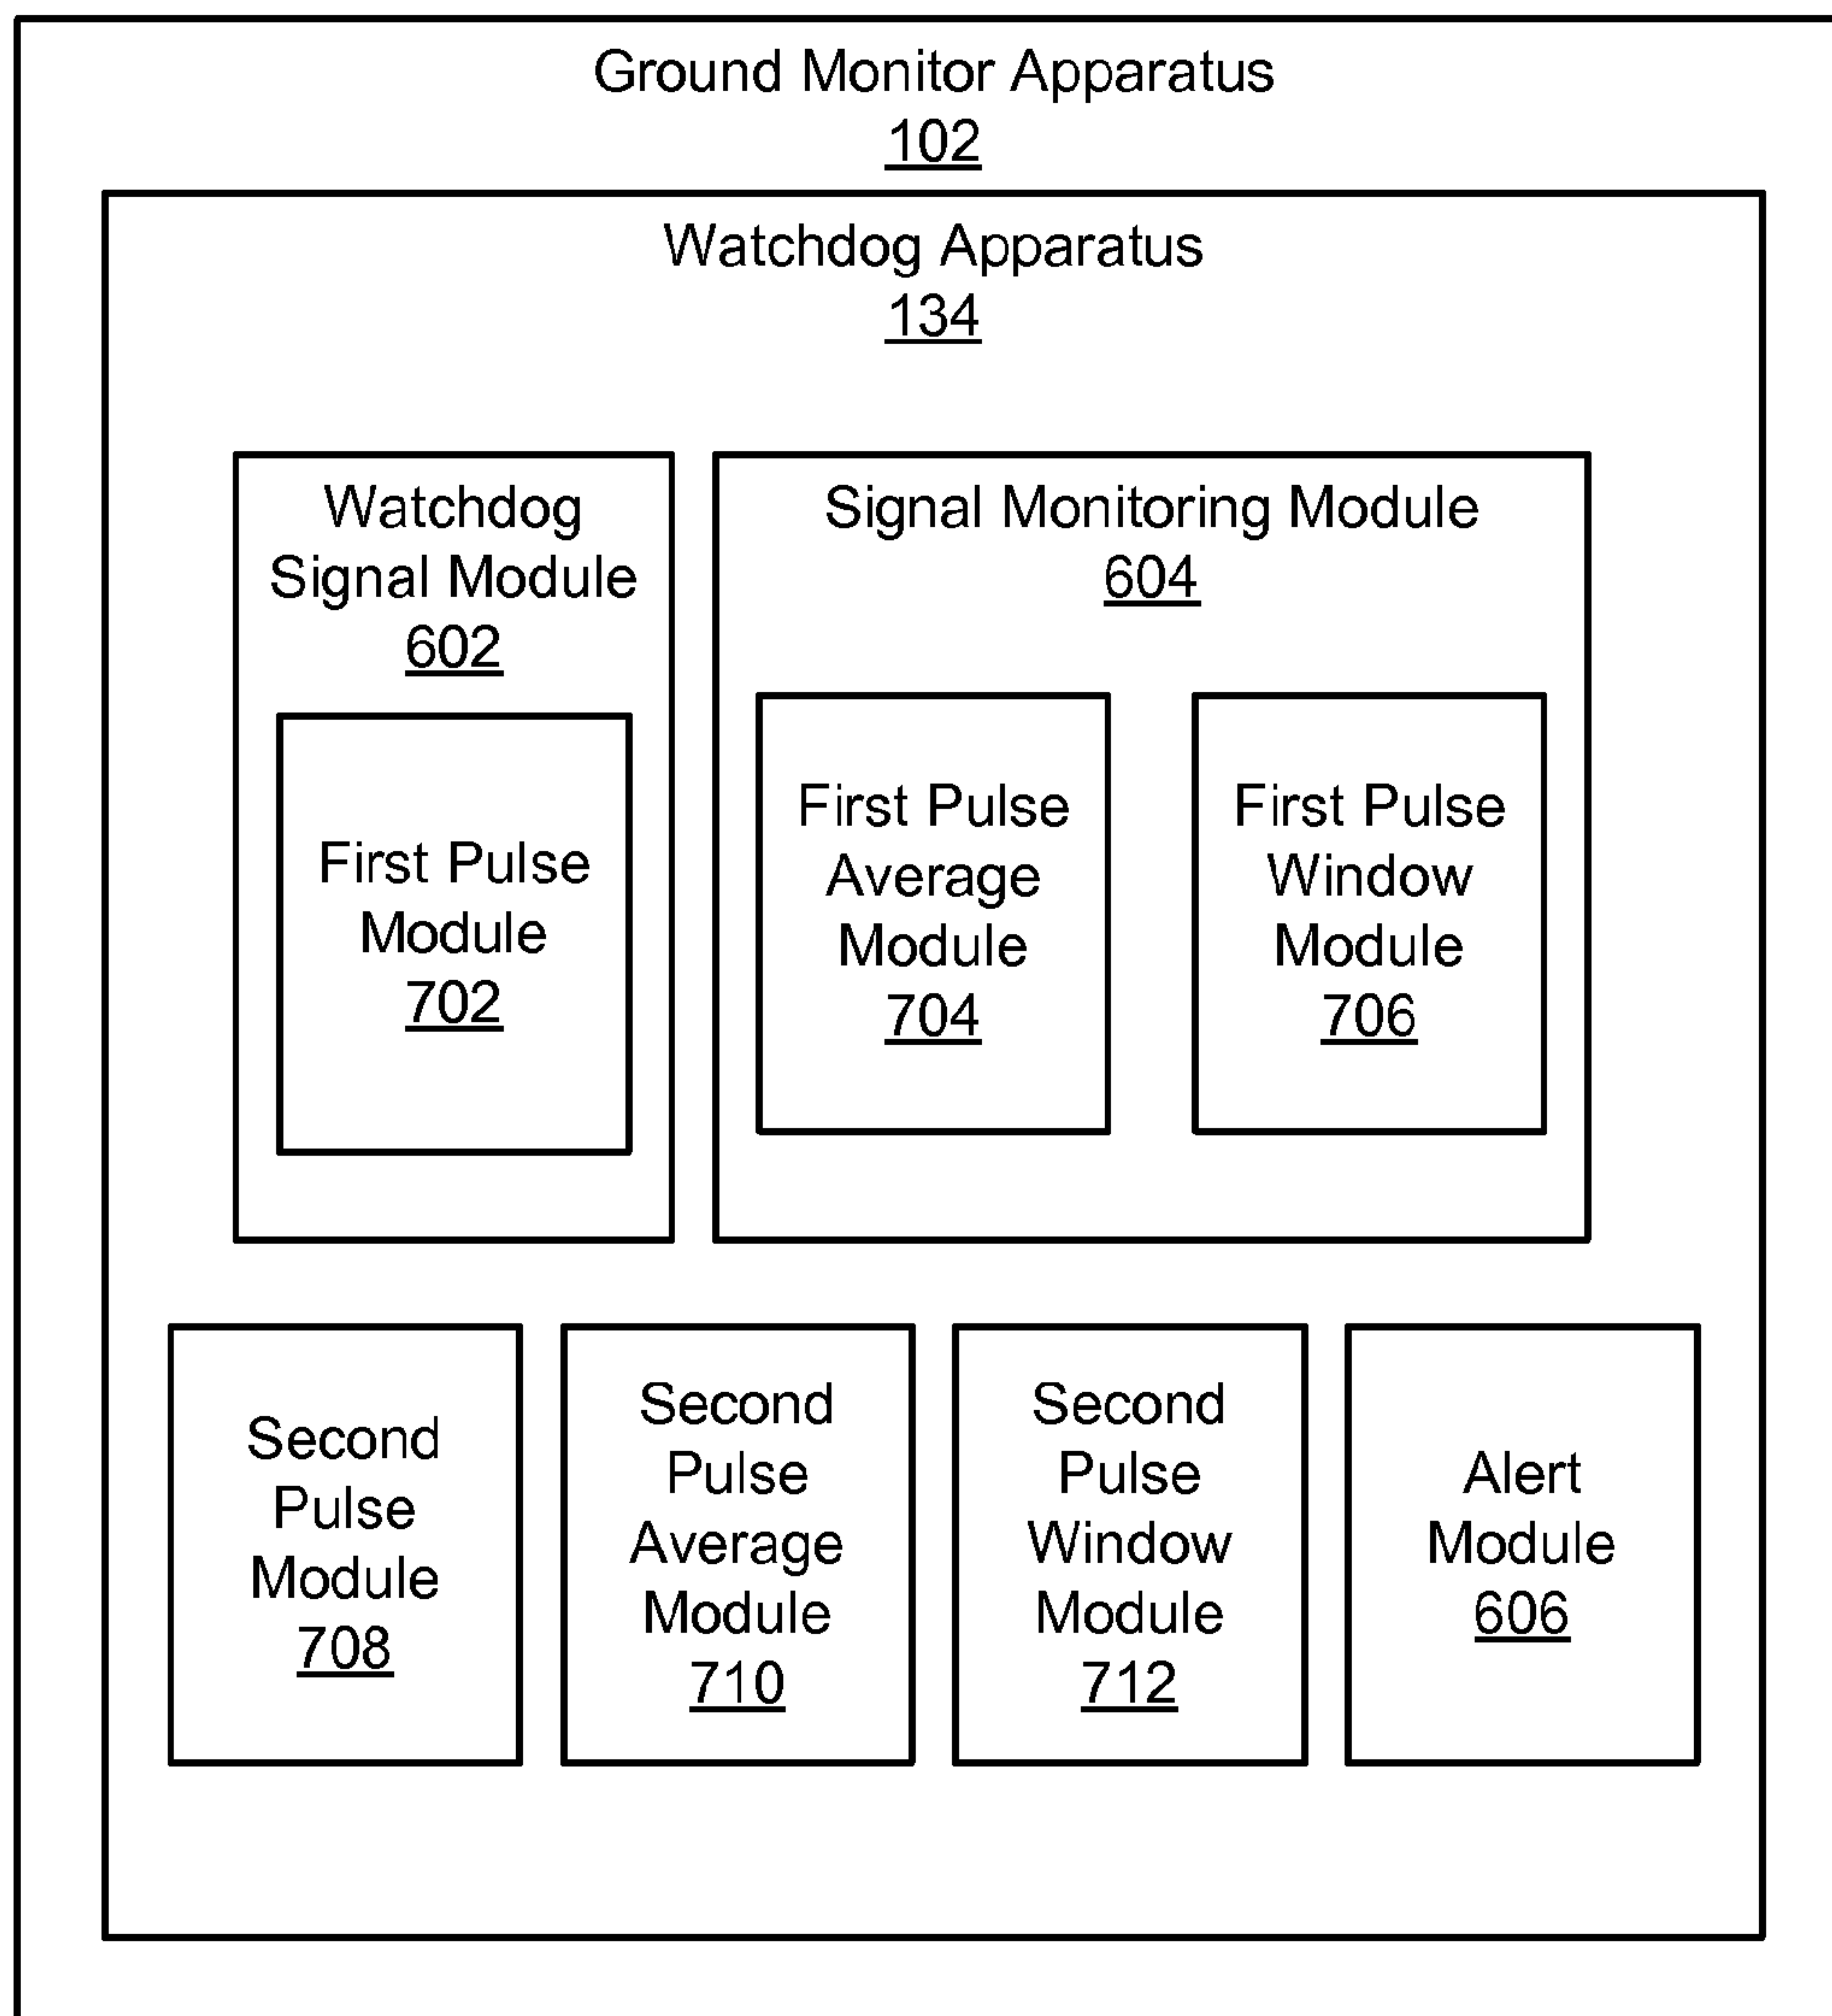 Ground Monitor Apparatus
102
Watchdog Apparatus
134
Watchdog
Signal Module
602
First Pulse
Module
702
Signal Monitoring Module
604
First Pulse
Average
Module
704
First Pulse
Window
Module
706
Second
Pulse
Module
708
Second
Pulse
Average
Module
710
Second
Pulse
Window
Module
712
Alert
Module
606